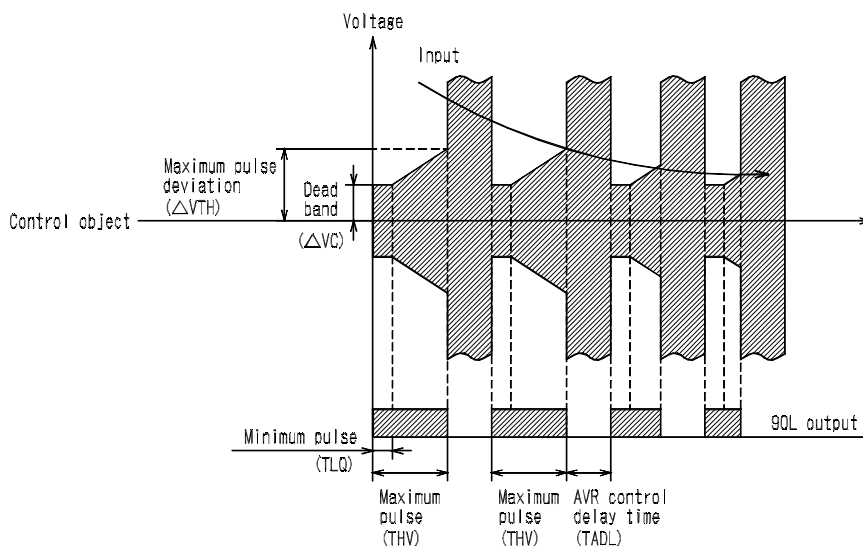 Voltage
Input
Maximum pulse
deviation
(△VTH)
Dead
band
(△VC)
Control object
90L output
Minimum pulse
(TLQ)
Maximum
pulse
(THV)
Maximum
pulse
(THV)
AVR control
delay time
(TADL)